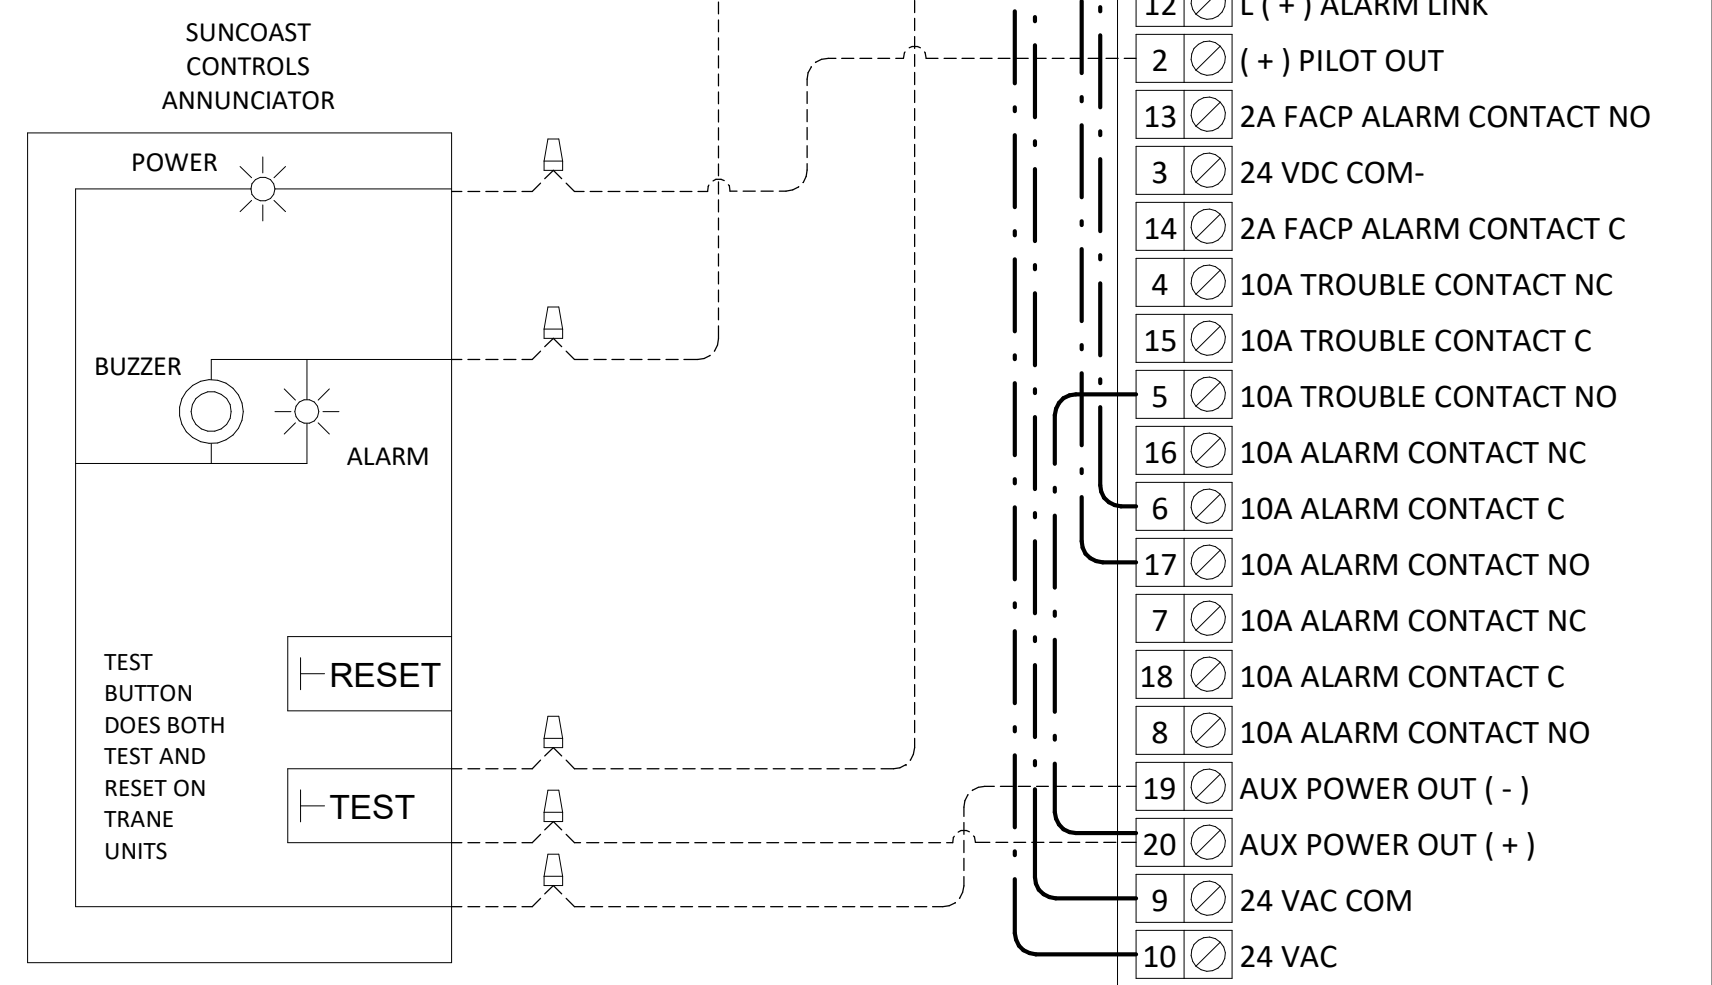 SUNCOAST
CONTROLS
ANNUNCIATOR
POWER
BUZZER
ALARM
RESET
TEST
BUTTON
DOES BOTH
TEST AND
RESET ON
TRANE
UNITS
TEST
12 L ( + ) ALARM LINK
2 ( + ) PILOT OUT
13 2A FACP ALARM CONTACT NO
3 24 VDC COM-
14 2A FACP ALARM CONTACT C
4 10A TROUBLE CONTACT NC
15 10A TROUBLE CONTACT C
5 10A TROUBLE CONTACT NO
16 10A ALARM CONTACT NC
6 10A ALARM CONTACT C
17 10A ALARM CONTACT NO
7 10A ALARM CONTACT NC
18 10A ALARM CONTACT C
8 10A ALARM CONTACT NO
19 AUX POWER OUT ( - )
20 AUX POWER OUT ( + )
9 24 VAC COM
10 24 VAC